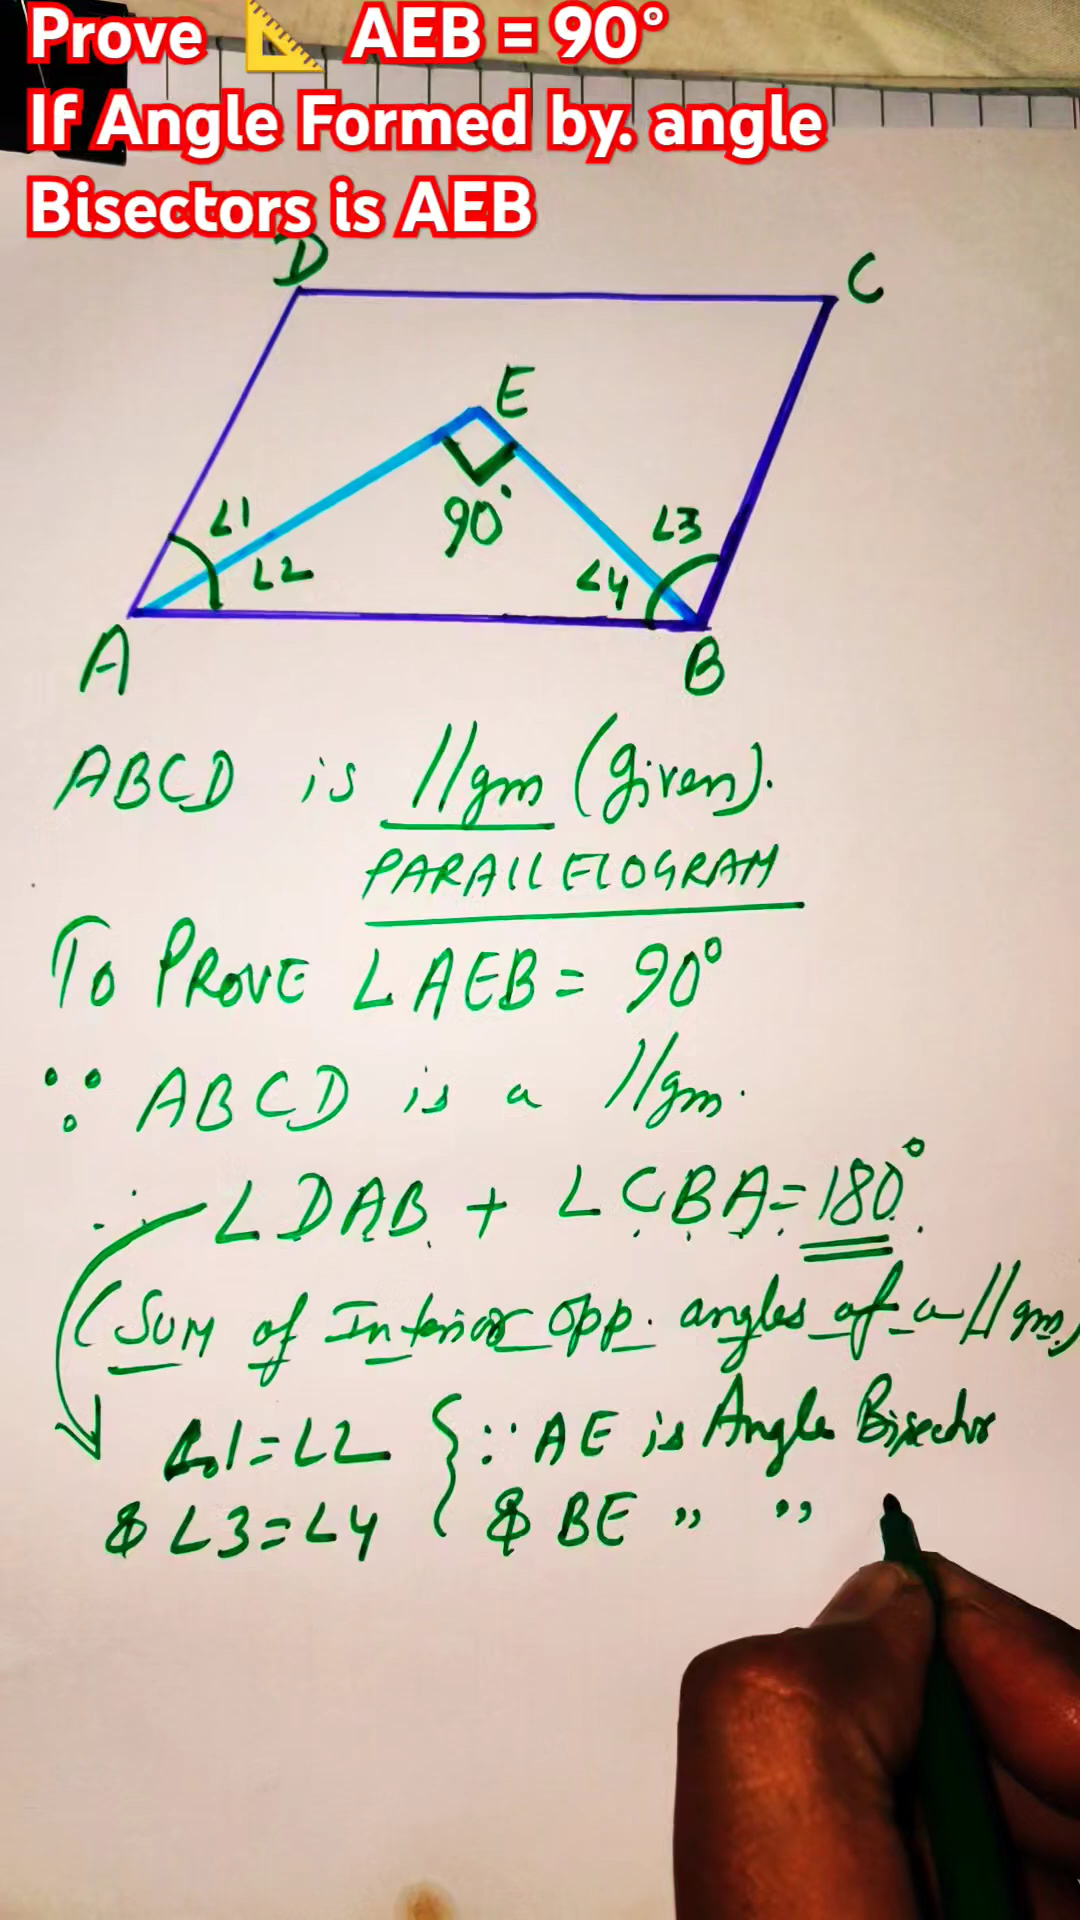 Prove 📐 AEB = 90°
If Angle Formed by. angle
Bisectors is AEB
D C
E
∠1 90° ∠3
∠2 ∠4
A B
ABCD is //gm (given).
PARALLELOGRAM
To PROVE ∠AEB = 90°
∵ ABCD is a //gm.
∴ ∠DAB + ∠CBA = 180°.
(Sum of Interior opp. angles of a //gm)
∠1 = ∠2 { ∵ AE is Angle Bisector
& ∠3 = ∠4 & BE ,, ,,